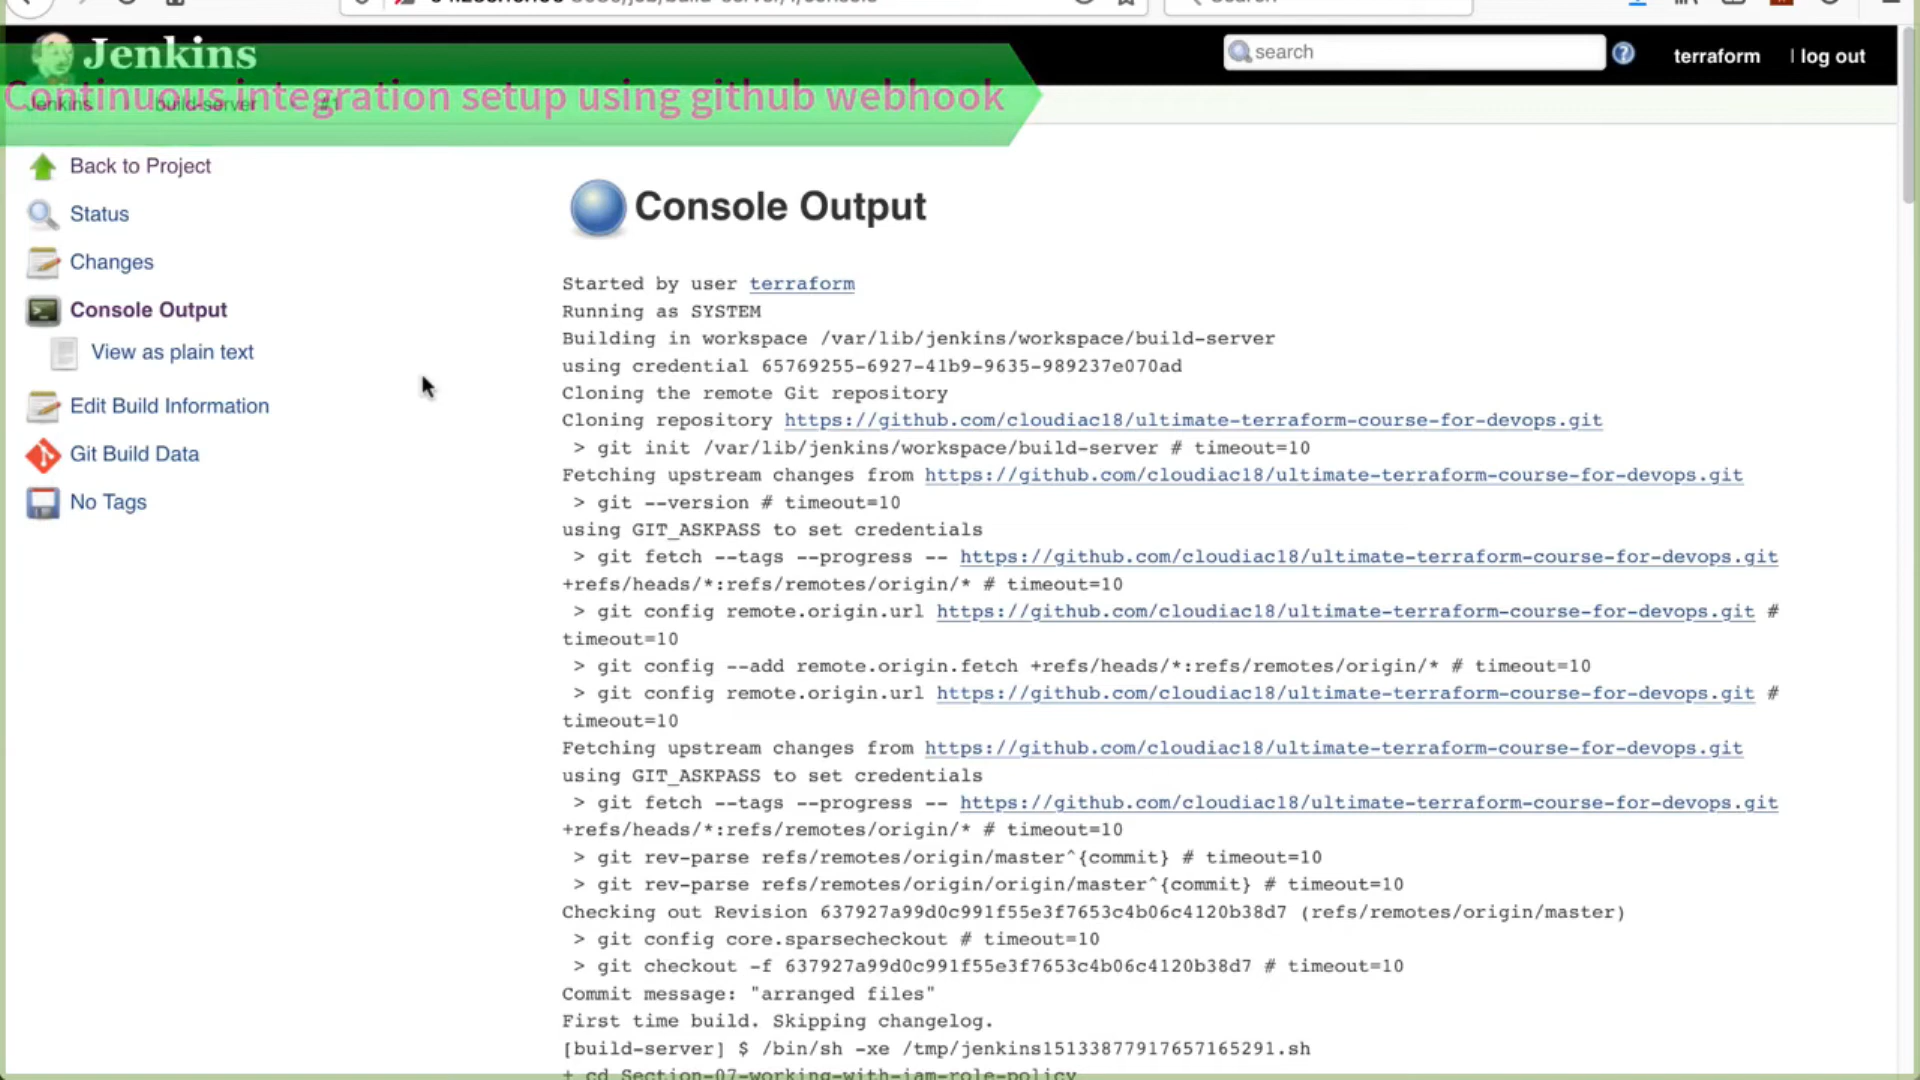 Search
Jenkins
search
terraform
| log out
Continuous integration setup using github webhook
Jenkins
build-server
#1
Back to Project
Status
Changes
Console Output
View as plain text
Edit Build Information
Git Build Data
No Tags
Console Output
Started by user terraform
Running as SYSTEM
Building in workspace /var/lib/jenkins/workspace/build-server
using credential 65769255-6927-41b9-9635-989237e070ad
Cloning the remote Git repository
Cloning repository https://github.com/cloudiac18/ultimate-terraform-course-for-devops.git
> git init /var/lib/jenkins/workspace/build-server # timeout=10
Fetching upstream changes from https://github.com/cloudiac18/ultimate-terraform-course-for-devops.git
> git --version # timeout=10
using GIT_ASKPASS to set credentials
> git fetch --tags --progress -- https://github.com/cloudiac18/ultimate-terraform-course-for-devops.git
+refs/heads/*:refs/remotes/origin/* # timeout=10
> git config remote.origin.url https://github.com/cloudiac18/ultimate-terraform-course-for-devops.git #
timeout=10
> git config --add remote.origin.fetch +refs/heads/*:refs/remotes/origin/* # timeout=10
> git config remote.origin.url https://github.com/cloudiac18/ultimate-terraform-course-for-devops.git #
timeout=10
Fetching upstream changes from https://github.com/cloudiac18/ultimate-terraform-course-for-devops.git
using GIT_ASKPASS to set credentials
> git fetch --tags --progress -- https://github.com/cloudiac18/ultimate-terraform-course-for-devops.git
+refs/heads/*:refs/remotes/origin/* # timeout=10
> git rev-parse refs/remotes/origin/master^{commit} # timeout=10
> git rev-parse refs/remotes/origin/origin/master^{commit} # timeout=10
Checking out Revision 637927a99d0c991f55e3f7653c4b06c4120b38d7 (refs/remotes/origin/master)
> git config core.sparsecheckout # timeout=10
> git checkout -f 637927a99d0c991f55e3f7653c4b06c4120b38d7 # timeout=10
Commit message: "arranged files"
First time build. Skipping changelog.
[build-server] $ /bin/sh -xe /tmp/jenkins15133877917657165291.sh
+ cd Section-07-working-with-iam-role-policy